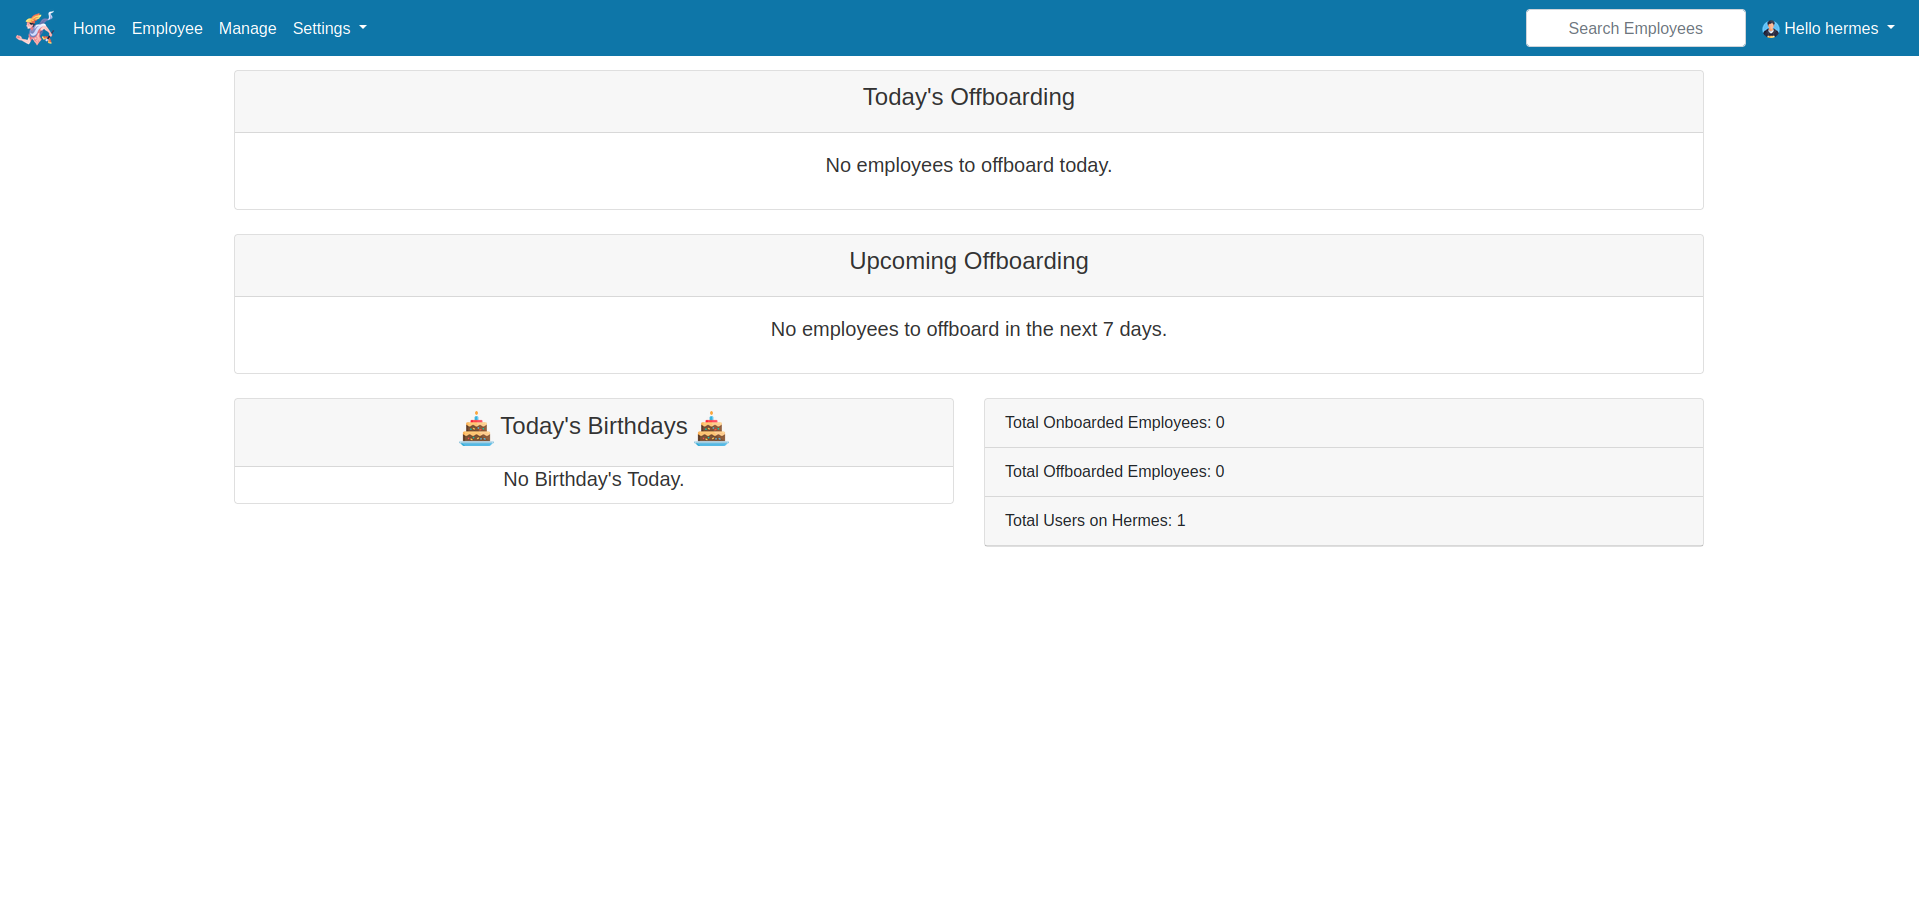 Home Employee Manage Settings Search Employees Hello hermes
Today's Offboarding
No employees to offboard today.
Upcoming Offboarding
No employees to offboard in the next 7 days.
Today's Birthdays
No Birthday's Today.
Total Onboarded Employees: 0
Total Offboarded Employees: 0
Total Users on Hermes: 1